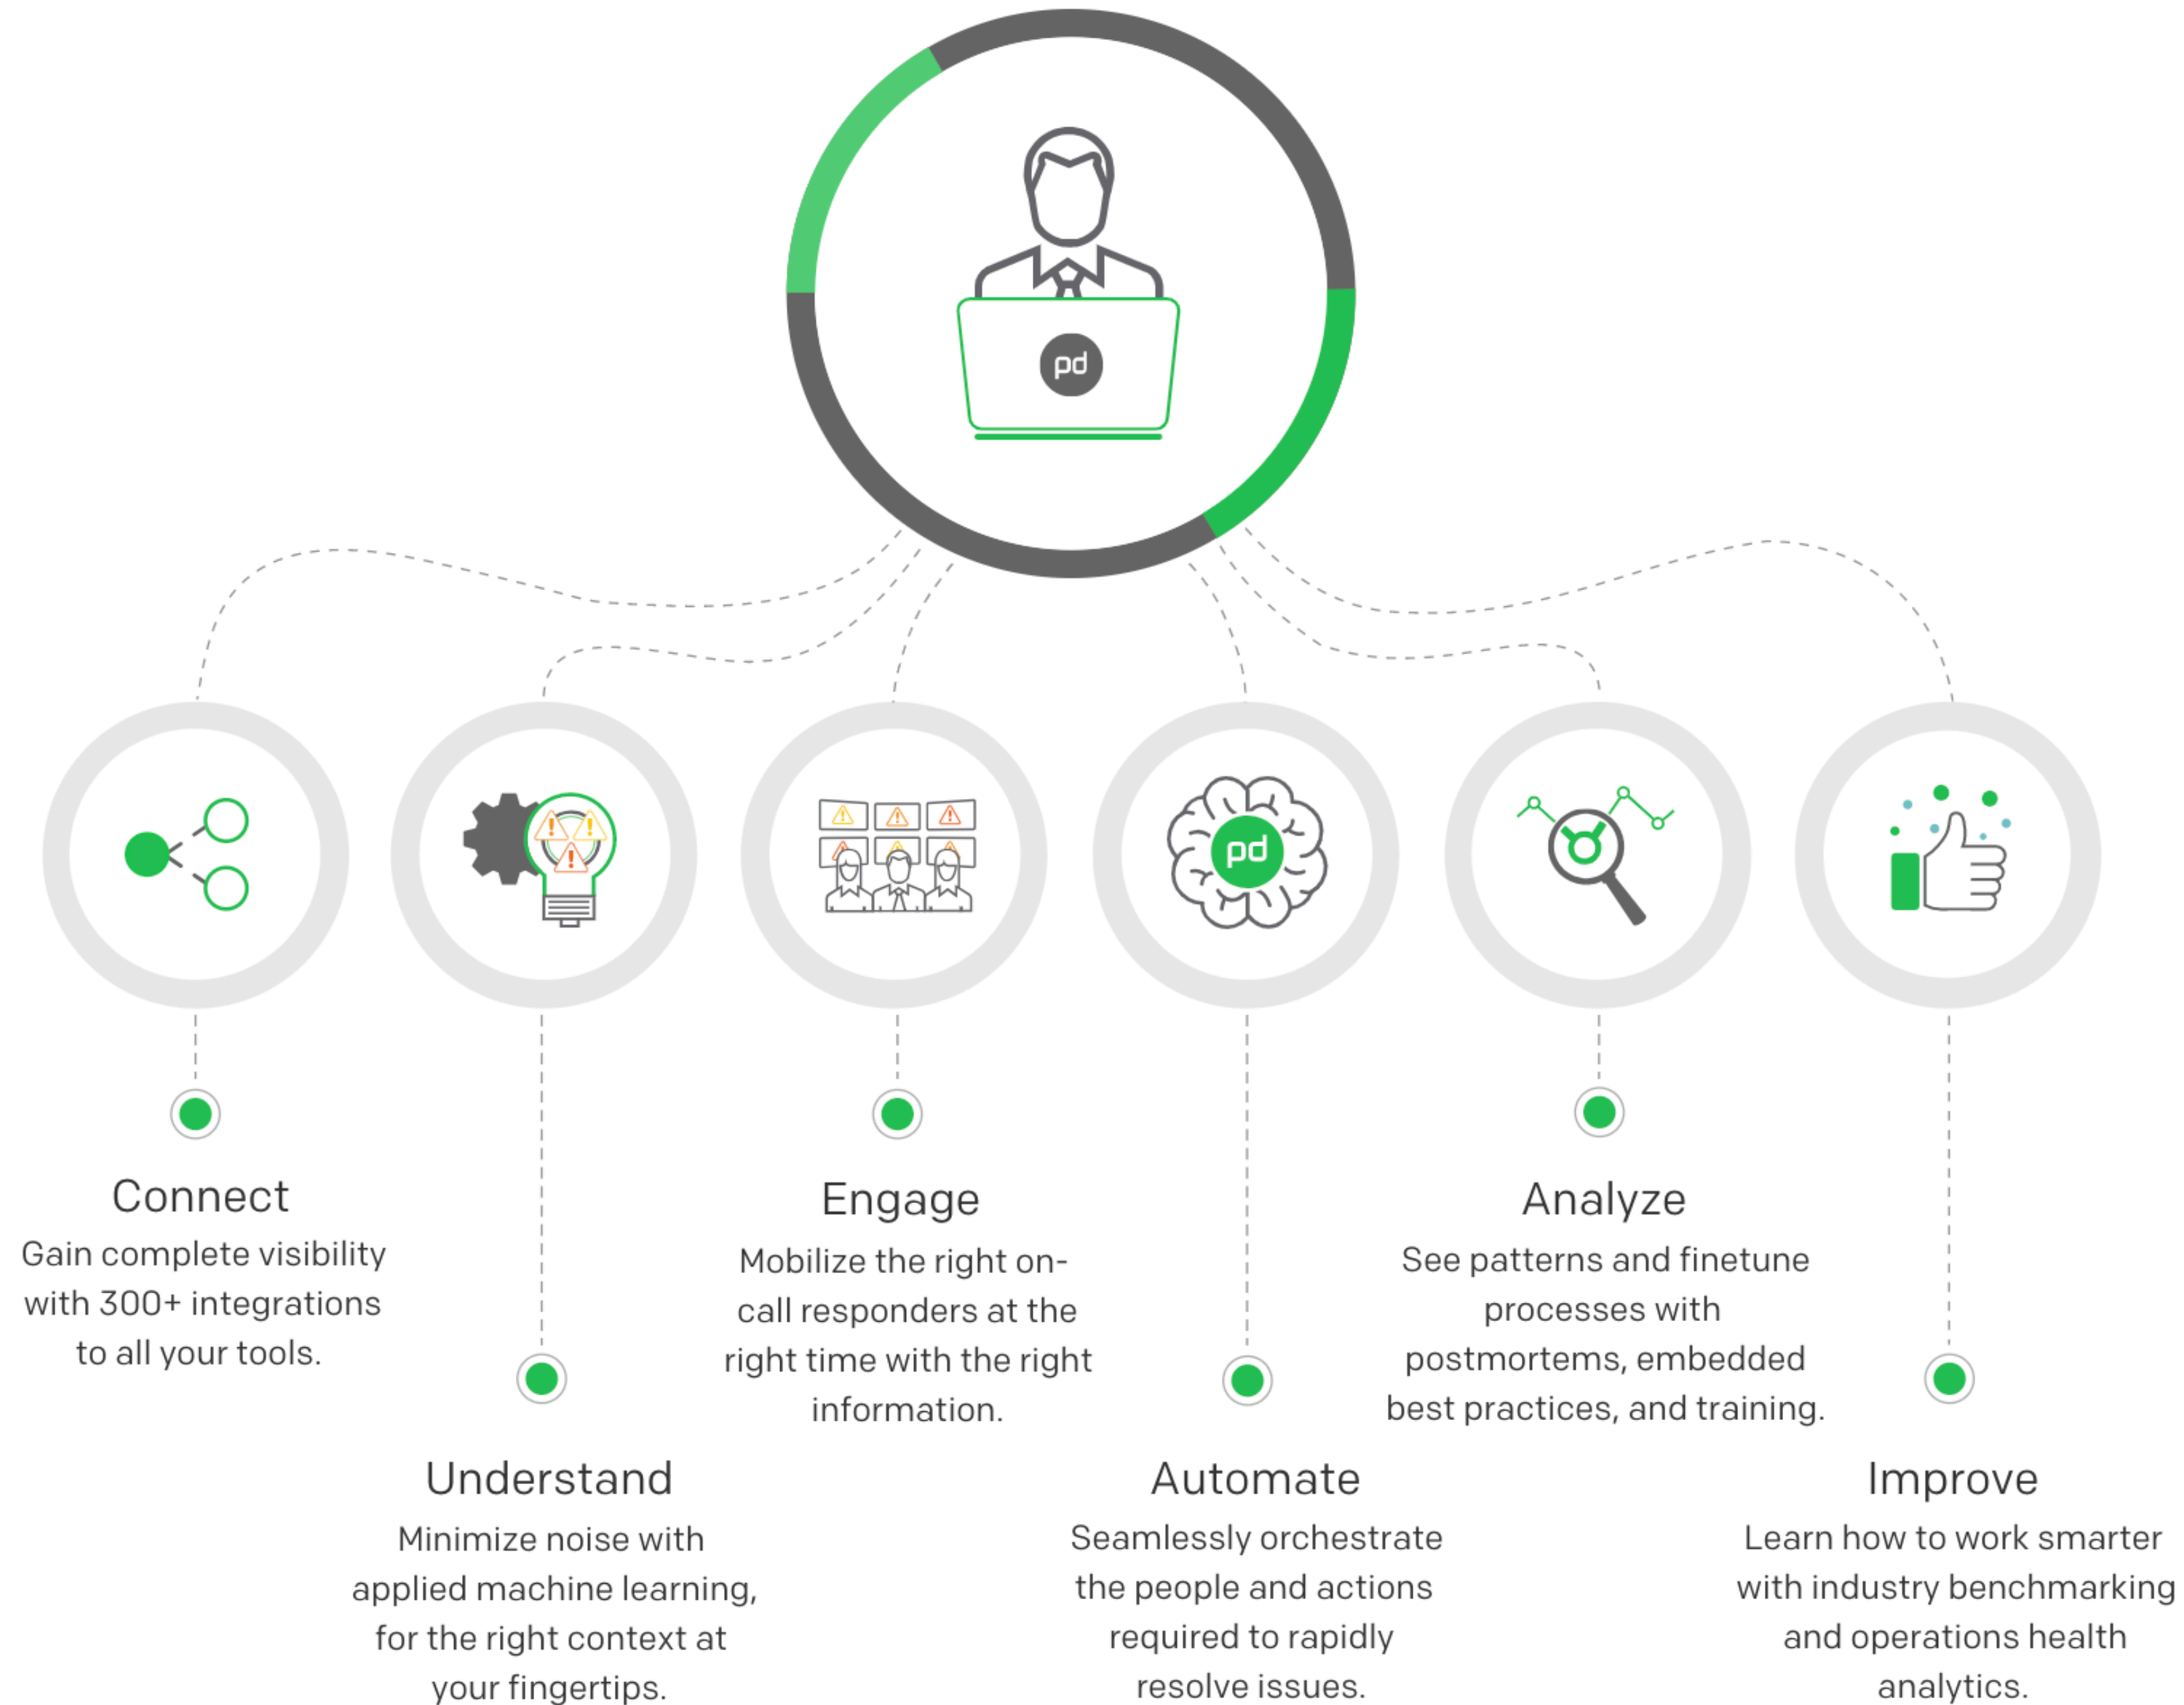 pd
pd
Connect
Gain complete visibility
with 300+ integrations
to all your tools.
Understand
Minimize noise with
applied machine learning,
for the right context at
your fingertips.
Engage
Mobilize the right on-
call responders at the
right time with the right
information.
Automate
Seamlessly orchestrate
the people and actions
required to rapidly
resolve issues.
Analyze
See patterns and finetune
processes with
postmortems, embedded
best practices, and training.
Improve
Learn how to work smarter
with industry benchmarking
and operations health
analytics.